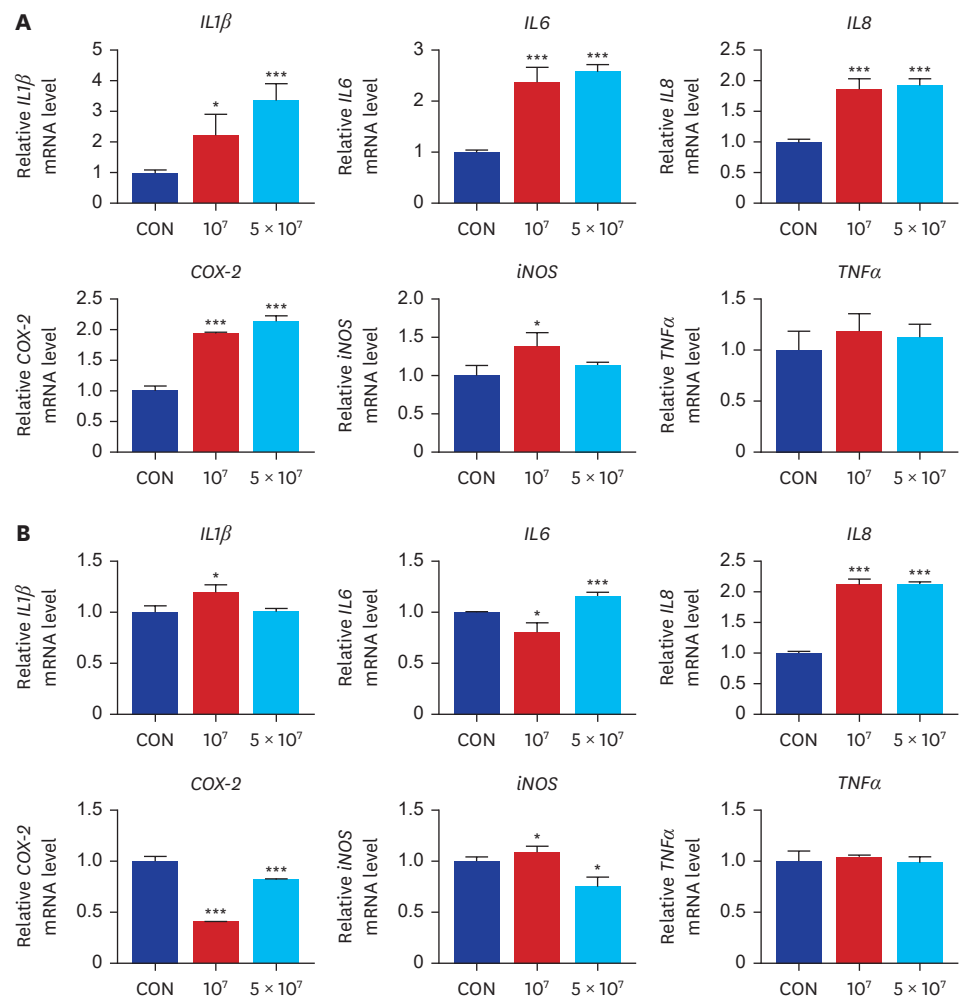 A
IL1β
Relative IL1β
mRNA level
5
4
3
2
1
0
*
***
CON 10⁷ 5 × 10⁷
IL6
Relative IL6
mRNA level
3
2
1
0
***
***
CON 10⁷ 5 × 10⁷
IL8
Relative IL8
mRNA level
2.5
2.0
1.5
1.0
0.5
0
***
***
CON 10⁷ 5 × 10⁷
COX-2
Relative COX-2
mRNA level
2.5
2.0
1.5
1.0
0.5
0
***
***
CON 10⁷ 5 × 10⁷
iNOS
Relative iNOS
mRNA level
2.0
1.5
1.0
0.5
0
*
CON 10⁷ 5 × 10⁷
TNFα
Relative TNFα
mRNA level
1.5
1.0
0.5
0
CON 10⁷ 5 × 10⁷
B
IL1β
Relative IL1β
mRNA level
1.5
1.0
0.5
0
*
CON 10⁷ 5 × 10⁷
IL6
Relative IL6
mRNA level
1.5
1.0
0.5
0
*
***
CON 10⁷ 5 × 10⁷
IL8
Relative IL8
mRNA level
2.5
2.0
1.5
1.0
0.5
0
***
***
CON 10⁷ 5 × 10⁷
COX-2
Relative COX-2
mRNA level
1.5
1.0
0.5
0
***
***
CON 10⁷ 5 × 10⁷
iNOS
Relative iNOS
mRNA level
1.5
1.0
0.5
0
*
*
CON 10⁷ 5 × 10⁷
TNFα
Relative TNFα
mRNA level
1.5
1.0
0.5
0
CON 10⁷ 5 × 10⁷